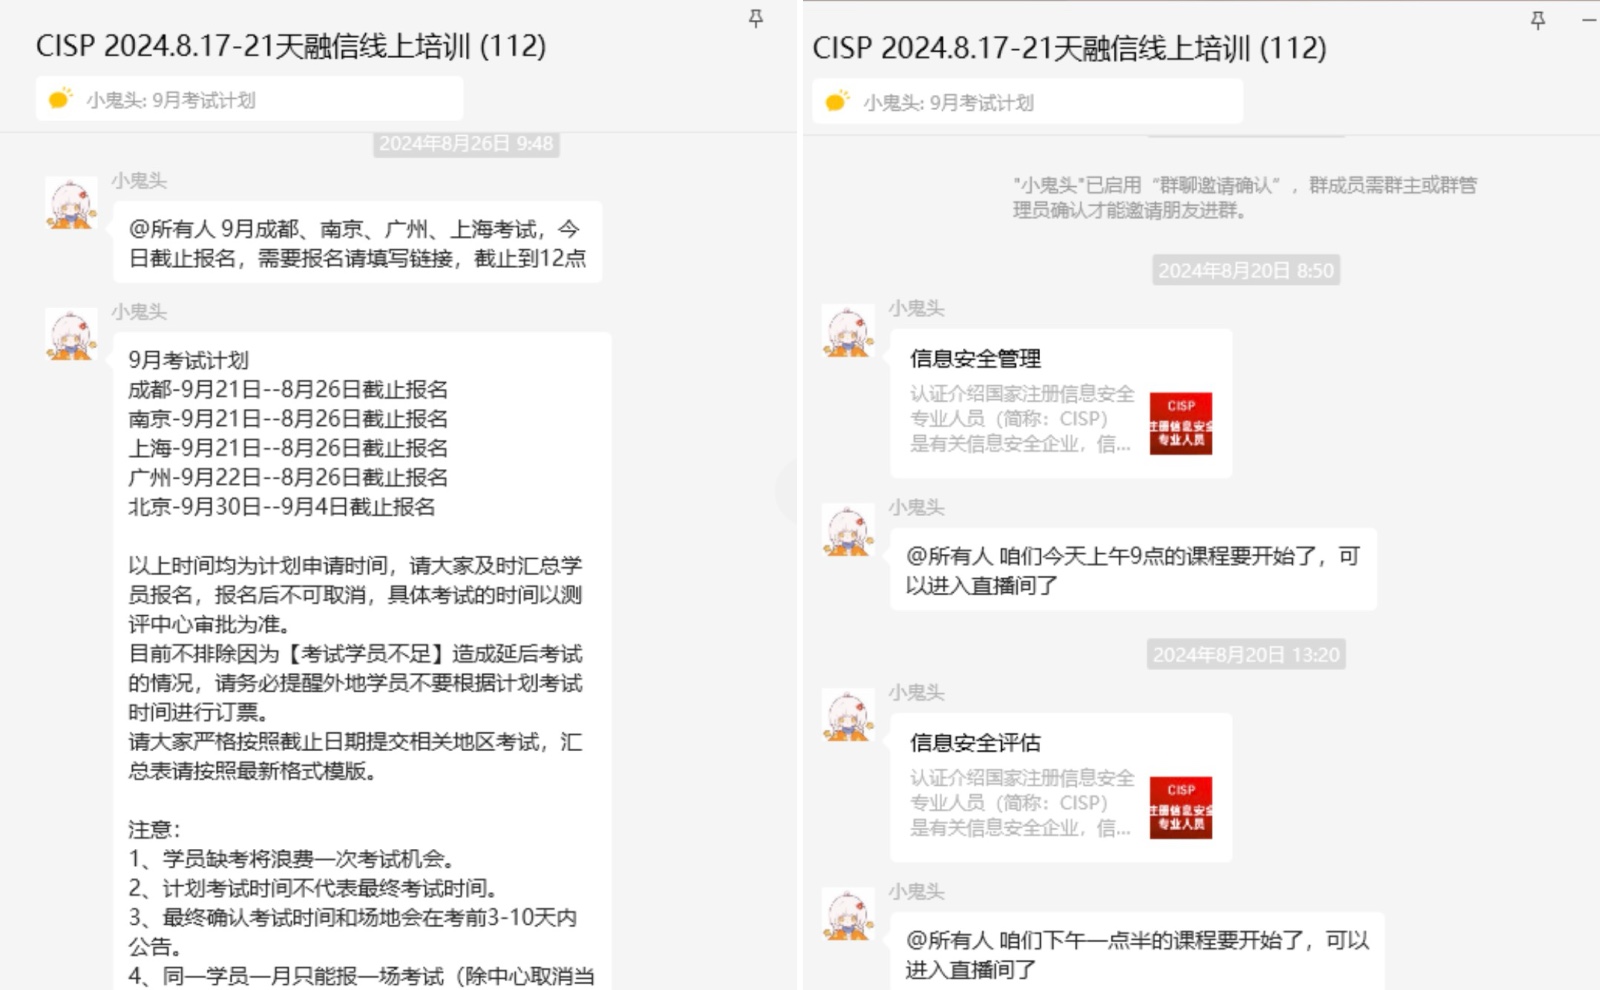 CISP 2024.8.17-21天融信线上培训 (112)
小鬼头: 9月考试计划
2024年8月26日 9:48
小鬼头
@所有人 9月成都、南京、广州、上海考试，今
日截止报名，需要报名请填写链接，截止到12点
小鬼头
9月考试计划
成都-9月21日--8月26日截止报名
南京-9月21日--8月26日截止报名
上海-9月21日--8月26日截止报名
广州-9月22日--8月26日截止报名
北京-9月30日--9月4日截止报名
以上时间均为计划申请时间，请大家及时汇总学
员报名，报名后不可取消，具体考试的时间以测
评中心审批为准。
目前不排除因为【考试学员不足】造成延后考试
的情况，请务必提醒外地学员不要根据计划考试
时间进行订票。
请大家严格按照截止日期提交相关地区考试，汇
总表请按照最新格式模版。
注意：
1、学员缺考将浪费一次考试机会。
2、计划考试时间不代表最终考试时间。
3、最终确认考试时间和场地会在考前3-10天内
公告。
4、同一学员一月只能报一场考试（除中心取消当
CISP 2024.8.17-21天融信线上培训 (112)
小鬼头: 9月考试计划
"小鬼头"已启用“群聊邀请确认”，群成员需群主或群管
理员确认才能邀请朋友进群。
2024年8月20日 8:50
小鬼头
信息安全管理
认证介绍国家注册信息安全
专业人员（简称：CISP）
是有关信息安全企业，信...
CISP
注册信息安全
专业人员
小鬼头
@所有人 咱们今天上午9点的课程要开始了，可
以进入直播间了
2024年8月20日 13:20
小鬼头
信息安全评估
认证介绍国家注册信息安全
专业人员（简称：CISP）
是有关信息安全企业，信...
CISP
注册信息安全
专业人员
小鬼头
@所有人 咱们下午一点半的课程要开始了，可以
进入直播间了